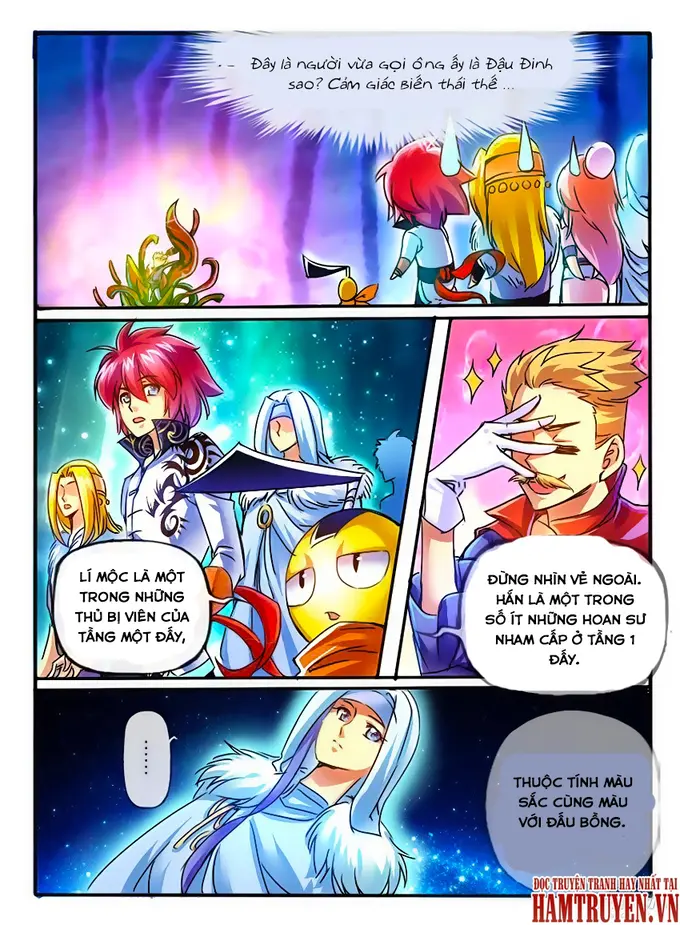 -- Đây là người vừa gọi ông ấy là Đậu Đinh
sao? Cảm giác biến thái thế ...
LÍ MỘC LÀ MỘT
TRONG NHỮNG
THỦ BỊ VIÊN CỦA
TẦNG MỘT ĐẤY,
ĐỪNG NHÌN VẺ NGOÀI.
HẮN LÀ MỘT TRONG
SỐ ÍT NHỮNG HOAN SƯ
NHAM CẤP Ở TẦNG 1
ĐẤY.
......
THUỘC TÍNH MÀU
SẮC CÙNG MÀU
VỚI ĐẤU BỒNG.
ĐỌC TRUYỆN TRANH HAY NHẤT TẠI
HAMTRUYEN.VN